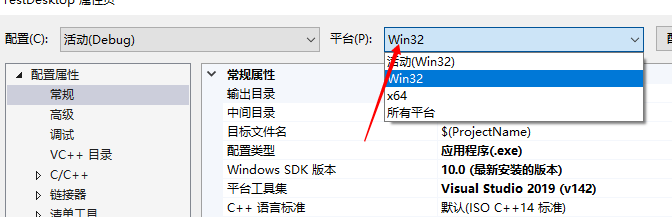 TestDesktop 属性页
配置(C): 活动(Debug) 平台(P): Win32
活动(Win32)
Win32
x64
所有平台
配置属性
常规
高级
调试
VC++ 目录
C/C++
链接器
清单工具
常规属性
输出目录
中间目录
目标文件名 $(ProjectName)
配置类型 应用程序(.exe)
Windows SDK 版本 10.0 (最新安装的版本)
平台工具集 Visual Studio 2019 (v142)
C++ 语言标准 默认(ISO C++14 标准)